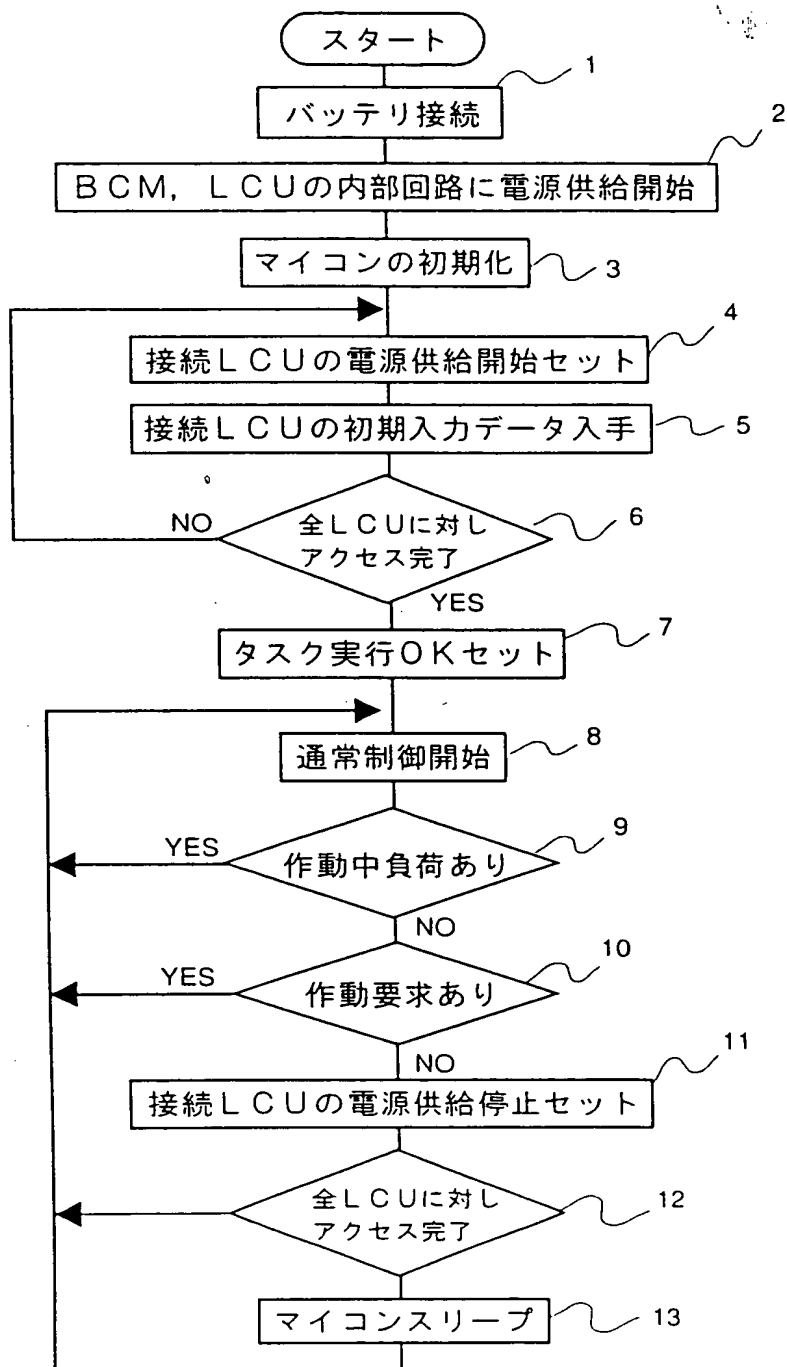 スタート
1
バッテリ接続
2
BCM, LCUの内部回路に電源供給開始
マイコンの初期化
3
4
接続LCUの電源供給開始セット
接続LCUの初期入力データ入手
5
NO
全LCUに対し
アクセス完了
6
YES
タスク実行OKセット
7
通常制御開始
8
YES
作動中負荷あり
9
NO
YES
作動要求あり
10
NO
11
接続LCUの電源供給停止セット
全LCUに対し
アクセス完了
12
マイコンスリープ
13